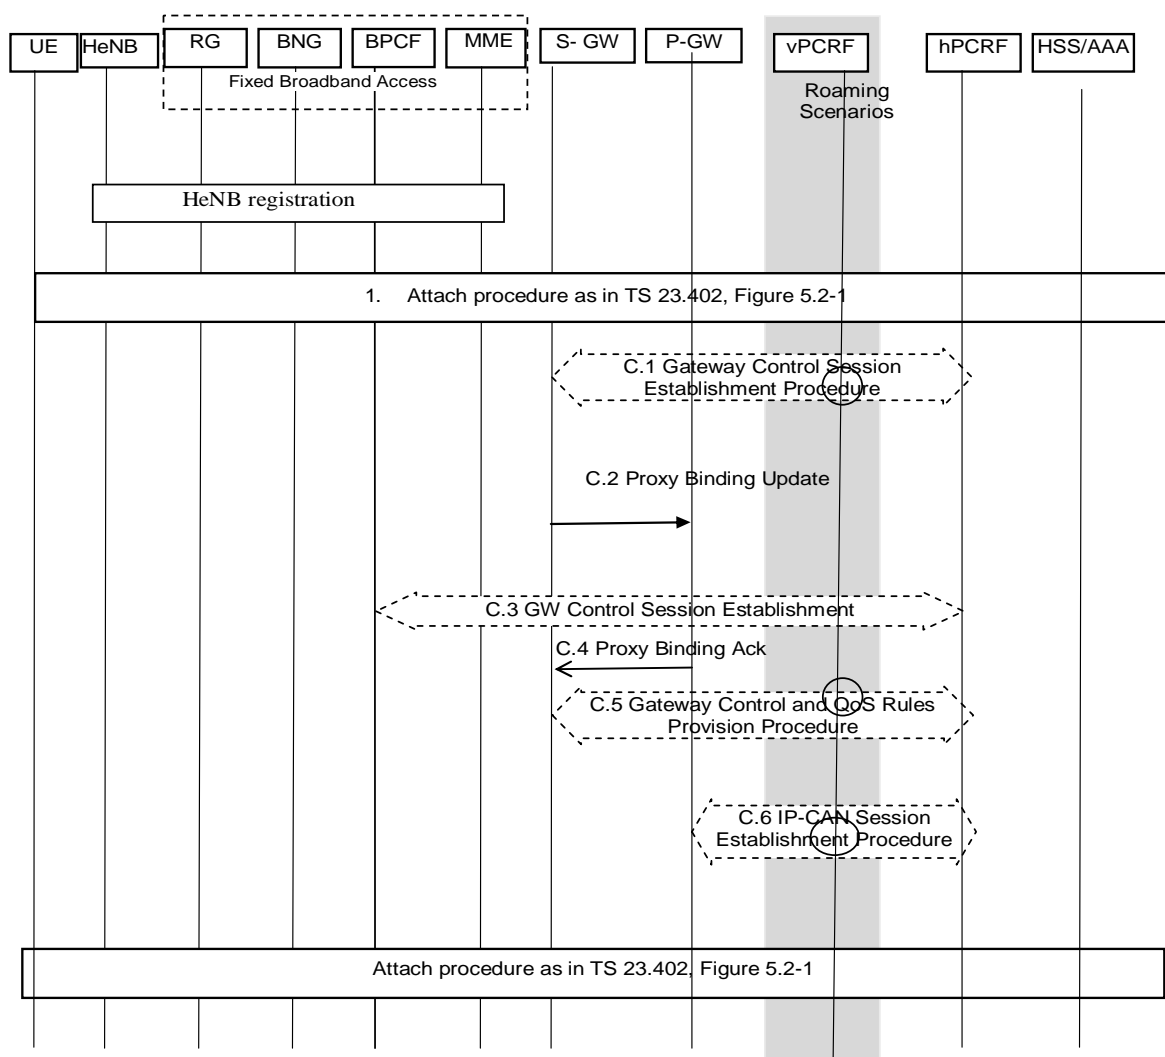 UE
HeNB
RG
BNG
BPCF
MME
S- GW
P-GW
vPCRF
hPCRF
HSS/AAA
Fixed Broadband Access
Roaming
Scenarios
HeNB registration
1. Attach procedure as in TS 23.402, Figure 5.2-1
C.1 Gateway Control Session
Establishment Procedure
C.2 Proxy Binding Update
C.3 GW Control Session Establishment
C.4 Proxy Binding Ack
C.5 Gateway Control and QoS Rules
Provision Procedure
C.6 IP-CAN Session
Establishment Procedure
Attach procedure as in TS 23.402, Figure 5.2-1